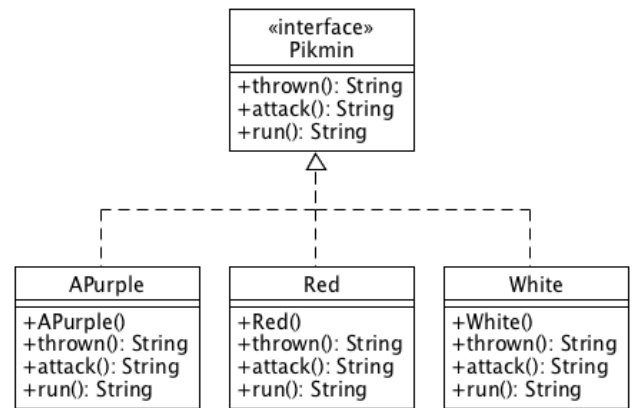 «interface»
Pikmin
+thrown(): String
+attack(): String
+run(): String
APurple
+APurple()
+thrown(): String
+attack(): String
+run(): String
Red
+Red()
+thrown(): String
+attack(): String
+run(): String
White
+White()
+thrown(): String
+attack(): String
+run(): String